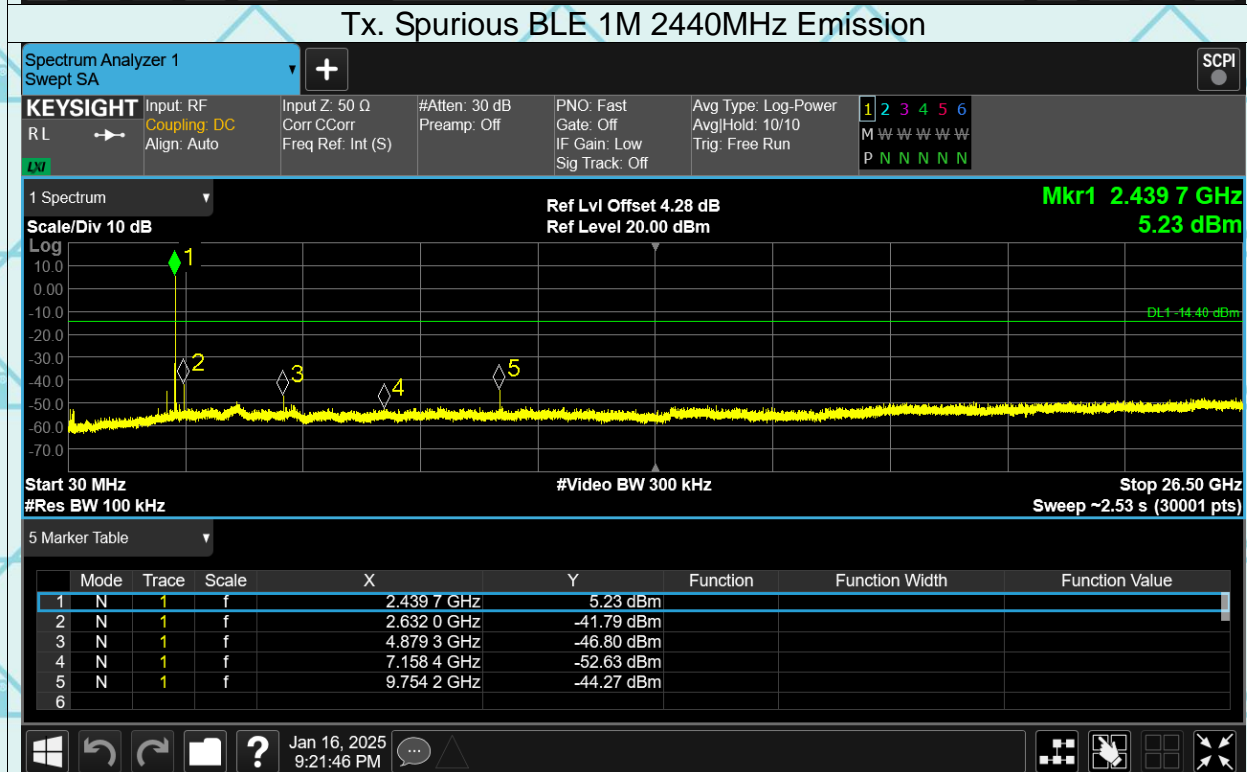 Tx. Spurious BLE 1M 2440MHz Emission
Spectrum Analyzer 1
Swept SA
▼
+
SCPI
KEYSIGHT
R L
LXI
Input: RF
Coupling: DC
Align: Auto
Input Z: 50 Ω
Corr CCorr
Freq Ref: Int (S)
#Atten: 30 dB
Preamp: Off
PNO: Fast
Gate: Off
IF Gain: Low
Sig Track: Off
Avg Type: Log-Power
Avg|Hold: 10/10
Trig: Free Run
1 2 3 4 5 6
M W W W W W
P N N N N N
1 Spectrum ▼
Scale/Div 10 dB
Ref Lvl Offset 4.28 dB
Ref Level 20.00 dBm
Mkr1 2.439 7 GHz
5.23 dBm
Log
10.0
0.00
-10.0
-20.0
-30.0
-40.0
-50.0
-60.0
-70.0
1
2
3
4
5
DL1 -14.40 dBm
Start 30 MHz #Video BW 300 kHz Stop 26.50 GHz
#Res BW 100 kHz Sweep ~2.53 s (30001 pts)
5 Marker Table ▼
Mode Trace Scale X Y Function Function Width Function Value
1 N 1 f 2.439 7 GHz 5.23 dBm
2 N 1 f 2.632 0 GHz -41.79 dBm
3 N 1 f 4.879 3 GHz -46.80 dBm
4 N 1 f 7.158 4 GHz -52.63 dBm
5 N 1 f 9.754 2 GHz -44.27 dBm
6
?
Jan 16, 2025
9:21:46 PM